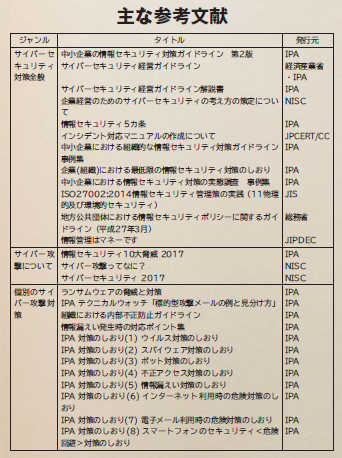 主な参考文献
ジャンル タイトル 発行元
サイバーセキュリティ対策全般
中小企業の情報セキュリティ対策ガイドライン 第2版 IPA
サイバーセキュリティ経営ガイドライン 経済産業省・IPA
サイバーセキュリティ経営ガイドライン解説書 IPA
企業経営のためのサイバーセキュリティの考え方の策定について NISC
情報セキュリティ5カ条 IPA
インシデント対応マニュアルの作成について JPCERT/CC
中小企業における組織的な情報セキュリティ対策ガイドライン事例集 IPA
企業(組織)における最低限の情報セキュリティ対策のしおり IPA
中小企業における情報セキュリティ対策の実態調査 事例集 IPA
ISO27002:2014情報セキュリティ管理策の実践(11物理的及び環境的セキュリティ) JIS
地方公共団体における情報セキュリティポリシーに関するガイドライン(平成27年3月) 総務省
情報管理はマネーです JIPDEC
サイバー攻撃について
情報セキュリティ10大脅威 2017 IPA
サイバー攻撃ってなに? NISC
サイバーセキュリティ 2017 NISC
個別のサイバー攻撃対策
ランサムウェアの脅威と対策 IPA
IPA テクニカルウォッチ「標的型攻撃メールの例と見分け方」 IPA
組織における内部不正防止ガイドライン IPA
情報漏えい発生時の対応ポイント集 IPA
IPA 対策のしおり(1) ウイルス対策のしおり IPA
IPA 対策のしおり(2) スパイウェア対策のしおり IPA
IPA 対策のしおり(3) ボット対策のしおり IPA
IPA 対策のしおり(4) 不正アクセス対策のしおり IPA
IPA 対策のしおり(5) 情報漏えい対策のしおり IPA
IPA 対策のしおり(6) インターネット利用時の危険対策のしおり IPA
IPA 対策のしおり(7) 電子メール利用時の危険対策のしおり IPA
IPA 対策のしおり(8) スマートフォンのセキュリティ<危険回避>対策のしおり IPA